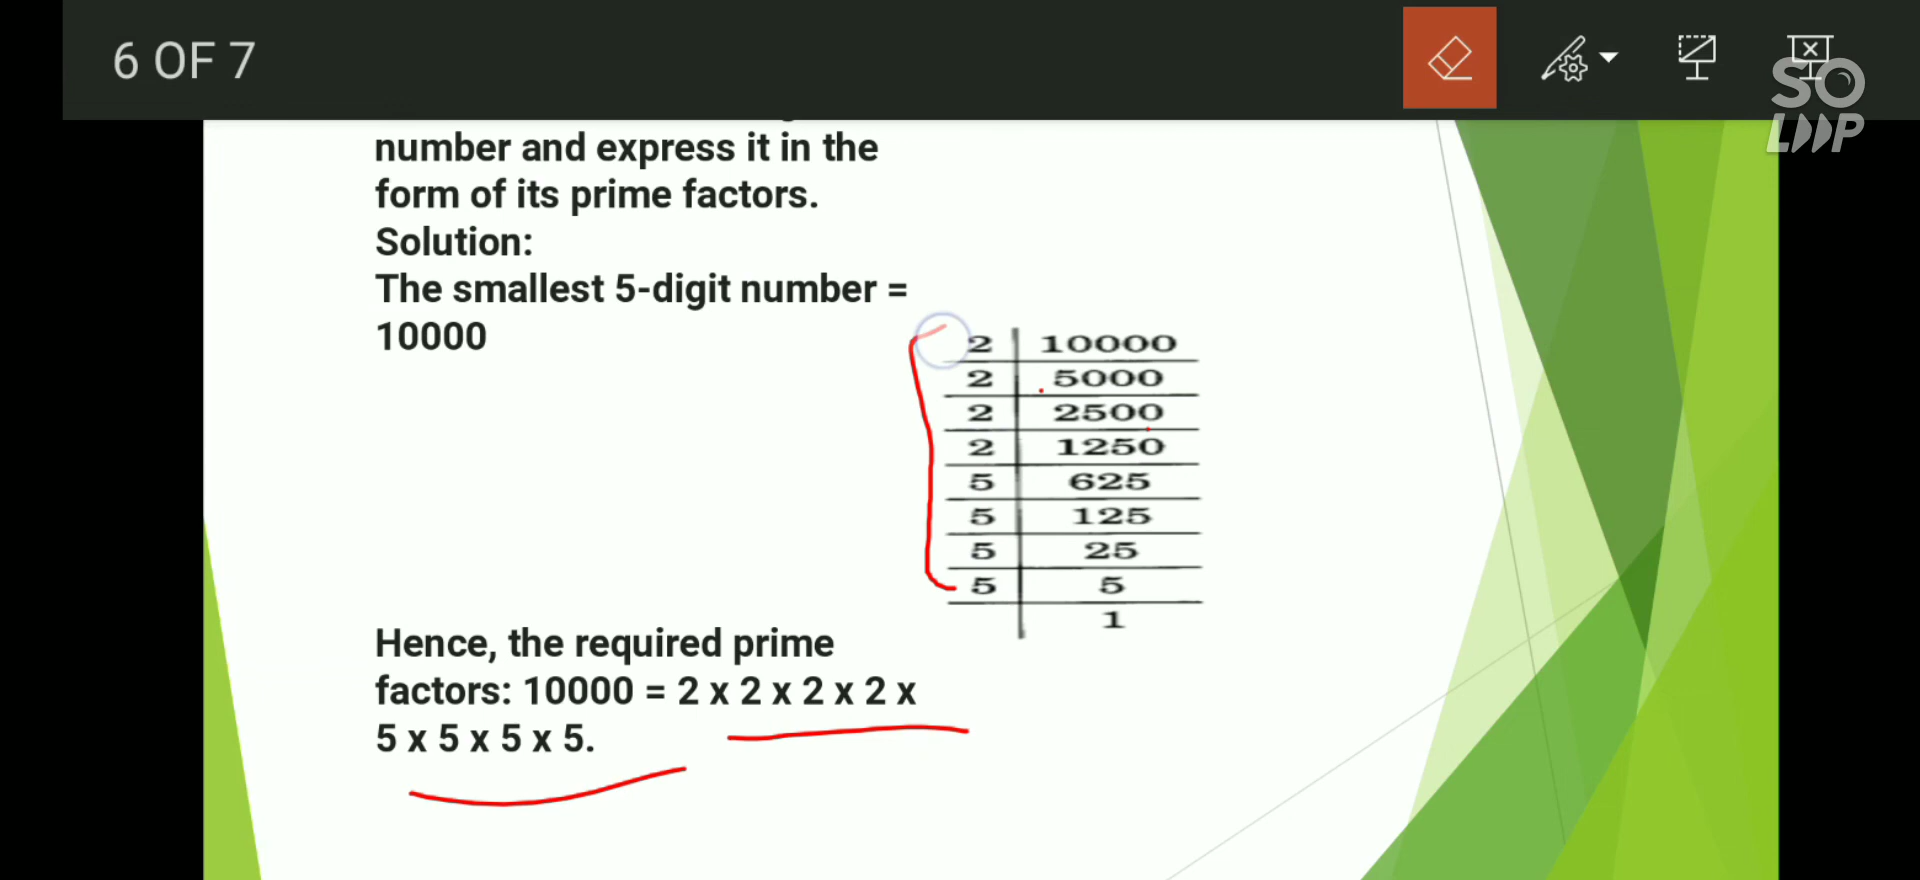 6 OF 7
SO
LOOP
number and express it in the
form of its prime factors.
Solution:
The smallest 5-digit number =
10000
2 10000
2 5000
2 2500
2 1250
5 625
5 125
5 25
5 5
1
Hence, the required prime
factors: 10000 = 2 x 2 x 2 x 2 x
5 x 5 x 5 x 5.